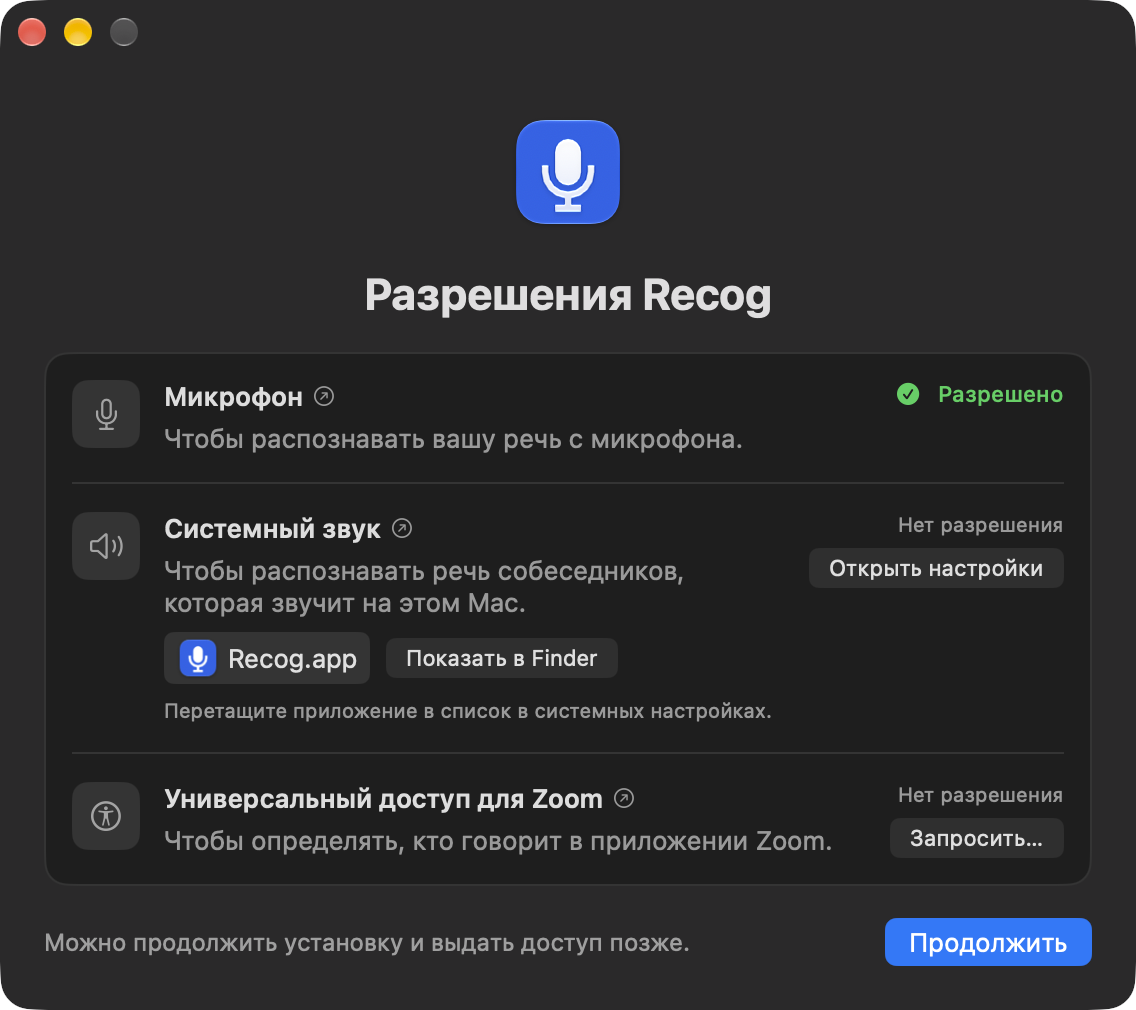 Разрешения Recog
Микрофон
Разрешено
Чтобы распознавать вашу речь с микрофона.
Системный звук
Нет разрешения
Чтобы распознавать речь собеседников,
которая звучит на этом Mac.
Открыть настройки
Recog.app
Показать в Finder
Перетащите приложение в список в системных настройках.
Универсальный доступ для Zoom
Нет разрешения
Чтобы определять, кто говорит в приложении Zoom.
Запросить...
Можно продолжить установку и выдать доступ позже.
Продолжить